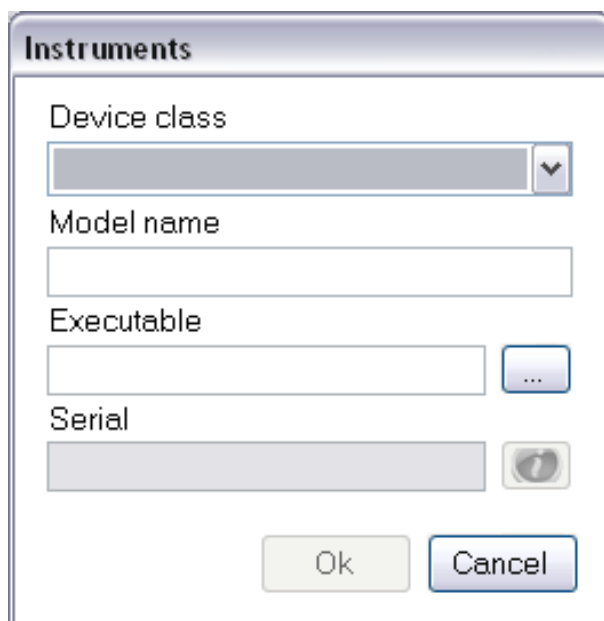 Instruments
Device class
Model name
Executable
...
Serial
i
Ok
Cancel